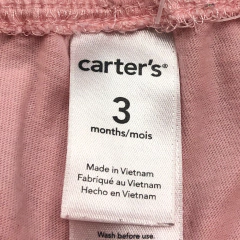 carter's®
3
months/mois
Made in Vietnam
Fabriqué au Vietnam
Hecho en Vietnam
Wash before use.